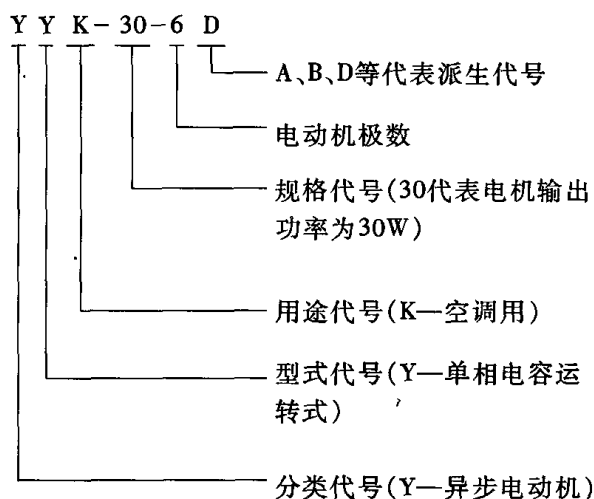 YYK-30-6D
A、B、D等代表派生代号
电动机极数
规格代号(30代表电机输出
功率为30W)
用途代号(K—空调用)
型式代号(Y—单相电容运
转式)
分类代号(Y—异步电动机)